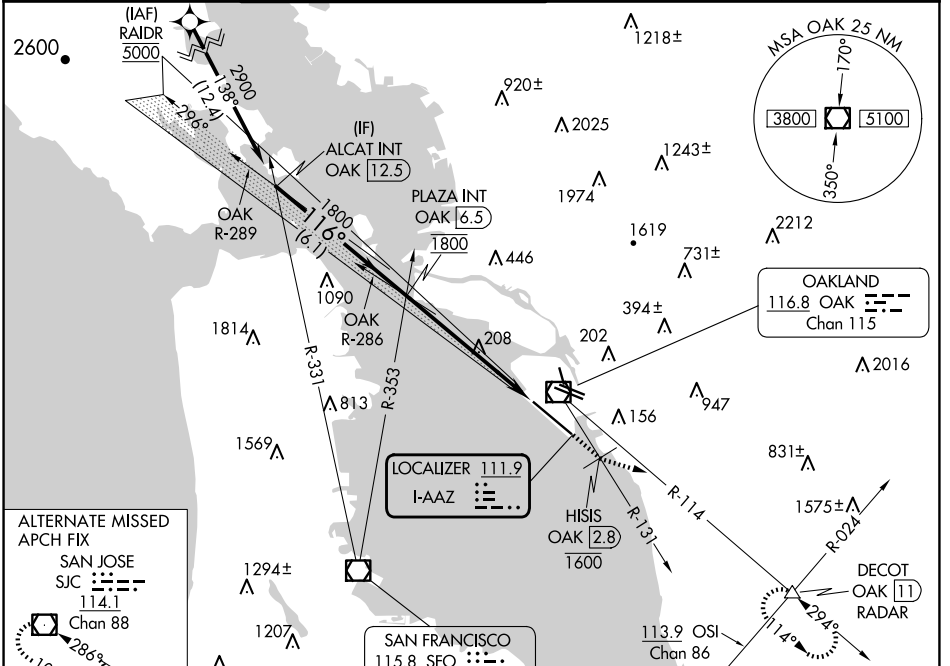 (IAF)
RAIDR
5000
2600
2900
138°
(12.4)
296°
(IF)
ALCAT INT
OAK 12.5
OAK
R-289
1800
116°
(6.1)
PLAZA INT
OAK 6.5
1800
OAK
R-286
1090
1814
R-331
R-353
813
1569
1218±
920±
2025
1243±
1974
1619
2212
446
731±
394±
208
202
156
947
2016
831±
1575±
MSA OAK 25 NM
170°
3800
5100
350°
OAKLAND
116.8 OAK
Chan 115
LOCALIZER 111.9
I-AAZ
HISIS
OAK 2.8
1600
R-131
R-114
R-024
DECOT
OAK 11
RADAR
294°
114°
113.9 OSI
Chan 86
ALTERNATE MISSED
APCH FIX
SAN JOSE
SJC
114.1
Chan 88
286°
1294±
1207
SAN FRANCISCO
115.8 SFO